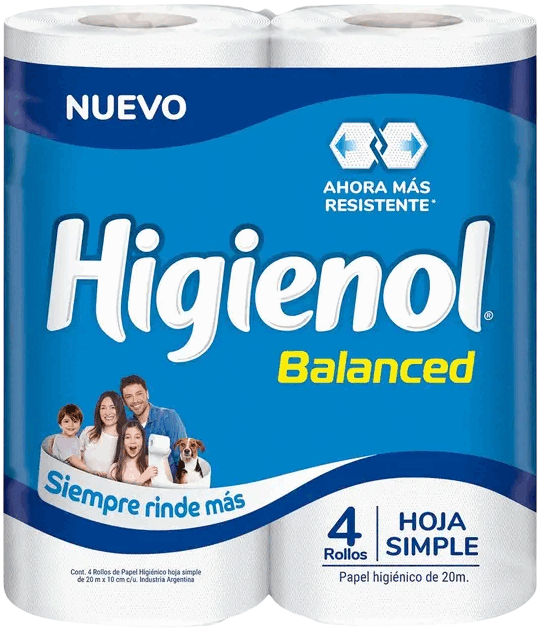 NUEVO
AHORA MÁS
RESISTENTE*
Higienol®
Balanced
Siempre rinde más
4
Rollos
HOJA
SIMPLE
Papel higiénico de 20m.
Cont. 4 Rollos de Papel Higiénico hoja simple
de 20 m x 10 cm c/u. Industria Argentina